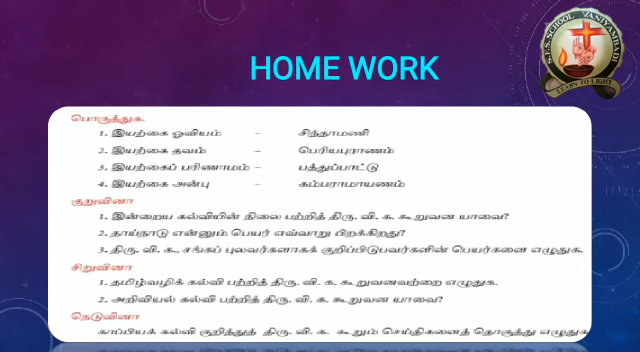 S.F.S. SCHOOL VANIYAMBADI
LEARN TO LIGHT
HOME WORK
பொருத்துக.
1. இயற்கை ஓவியம் – சிந்தாமணி
2. இயற்கை தவம் – பெரியபுராணம்
3. இயற்கைப் பரிணாமம் – பத்துப்பாட்டு
4. இயற்கை அன்பு – கம்பராமாயணம்
குறுவினா
1. இன்றைய கல்வியின் நிலை பற்றித் திரு. வி. க. கூறுவன யாவை?
2. தாய்நாடு என்னும் பெயர் எவ்வாறு பிறக்கிறது?
3. திரு. வி. க., சங்கப் புலவர்களாகக் குறிப்பிடுபவர்களின் பெயர்களை எழுதுக.
சிறுவினா
1. தமிழ்வழிக் கல்வி பற்றித் திரு. வி. க. கூறுவனவற்றை எழுதுக.
2. அறிவியல் கல்வி பற்றித் திரு. வி. க. கூறுவன யாவை?
நெடுவினா
காப்பியக் கல்வி குறித்துத் திரு. வி. க. கூறும் செய்திகளைத் தொகுத்து எழுதுக